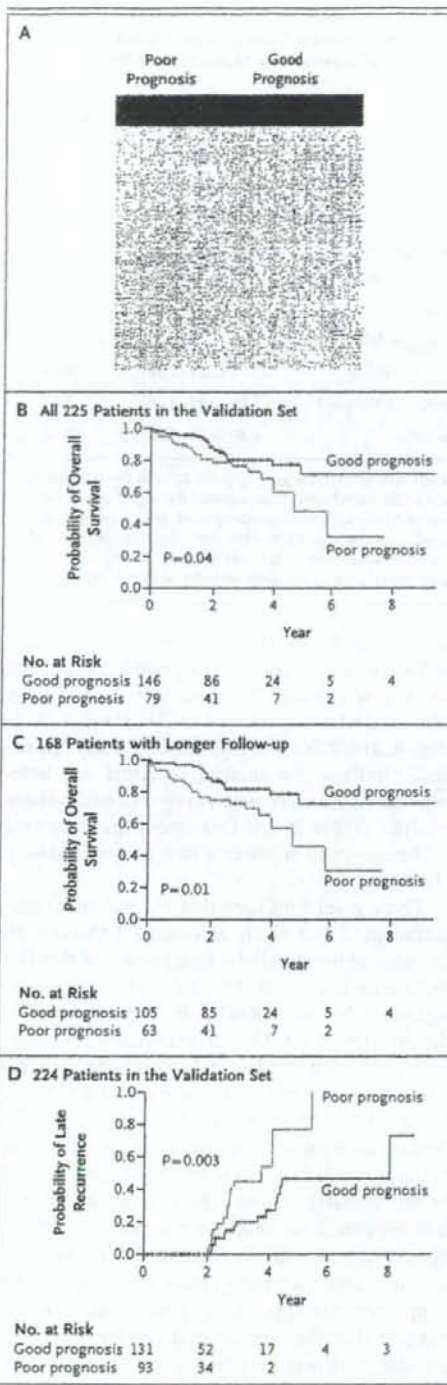 A
Poor Prognosis
Good Prognosis
B All 225 Patients in the Validation Set
Probability of Overall Survival
1.0
0.8
0.6
0.4
0.2
0.0
Good prognosis
Poor prognosis
P=0.04
0 2 4 6 8
Year
No. at Risk
Good prognosis 146 86 24 5 4
Poor prognosis 79 41 7 2
C 168 Patients with Longer Follow-up
Probability of Overall Survival
1.0
0.8
0.6
0.4
0.2
0.0
Good prognosis
Poor prognosis
P=0.01
0 2 4 6 8
Year
No. at Risk
Good prognosis 105 85 24 5 4
Poor prognosis 63 41 7 2
D 224 Patients in the Validation Set
Probability of Late Recurrence
1.0
0.8
0.6
0.4
0.2
0.0
Poor prognosis
P=0.003
Good prognosis
0 2 4 6 8
Year
No. at Risk
Good prognosis 131 52 17 4 3
Poor prognosis 93 34 2